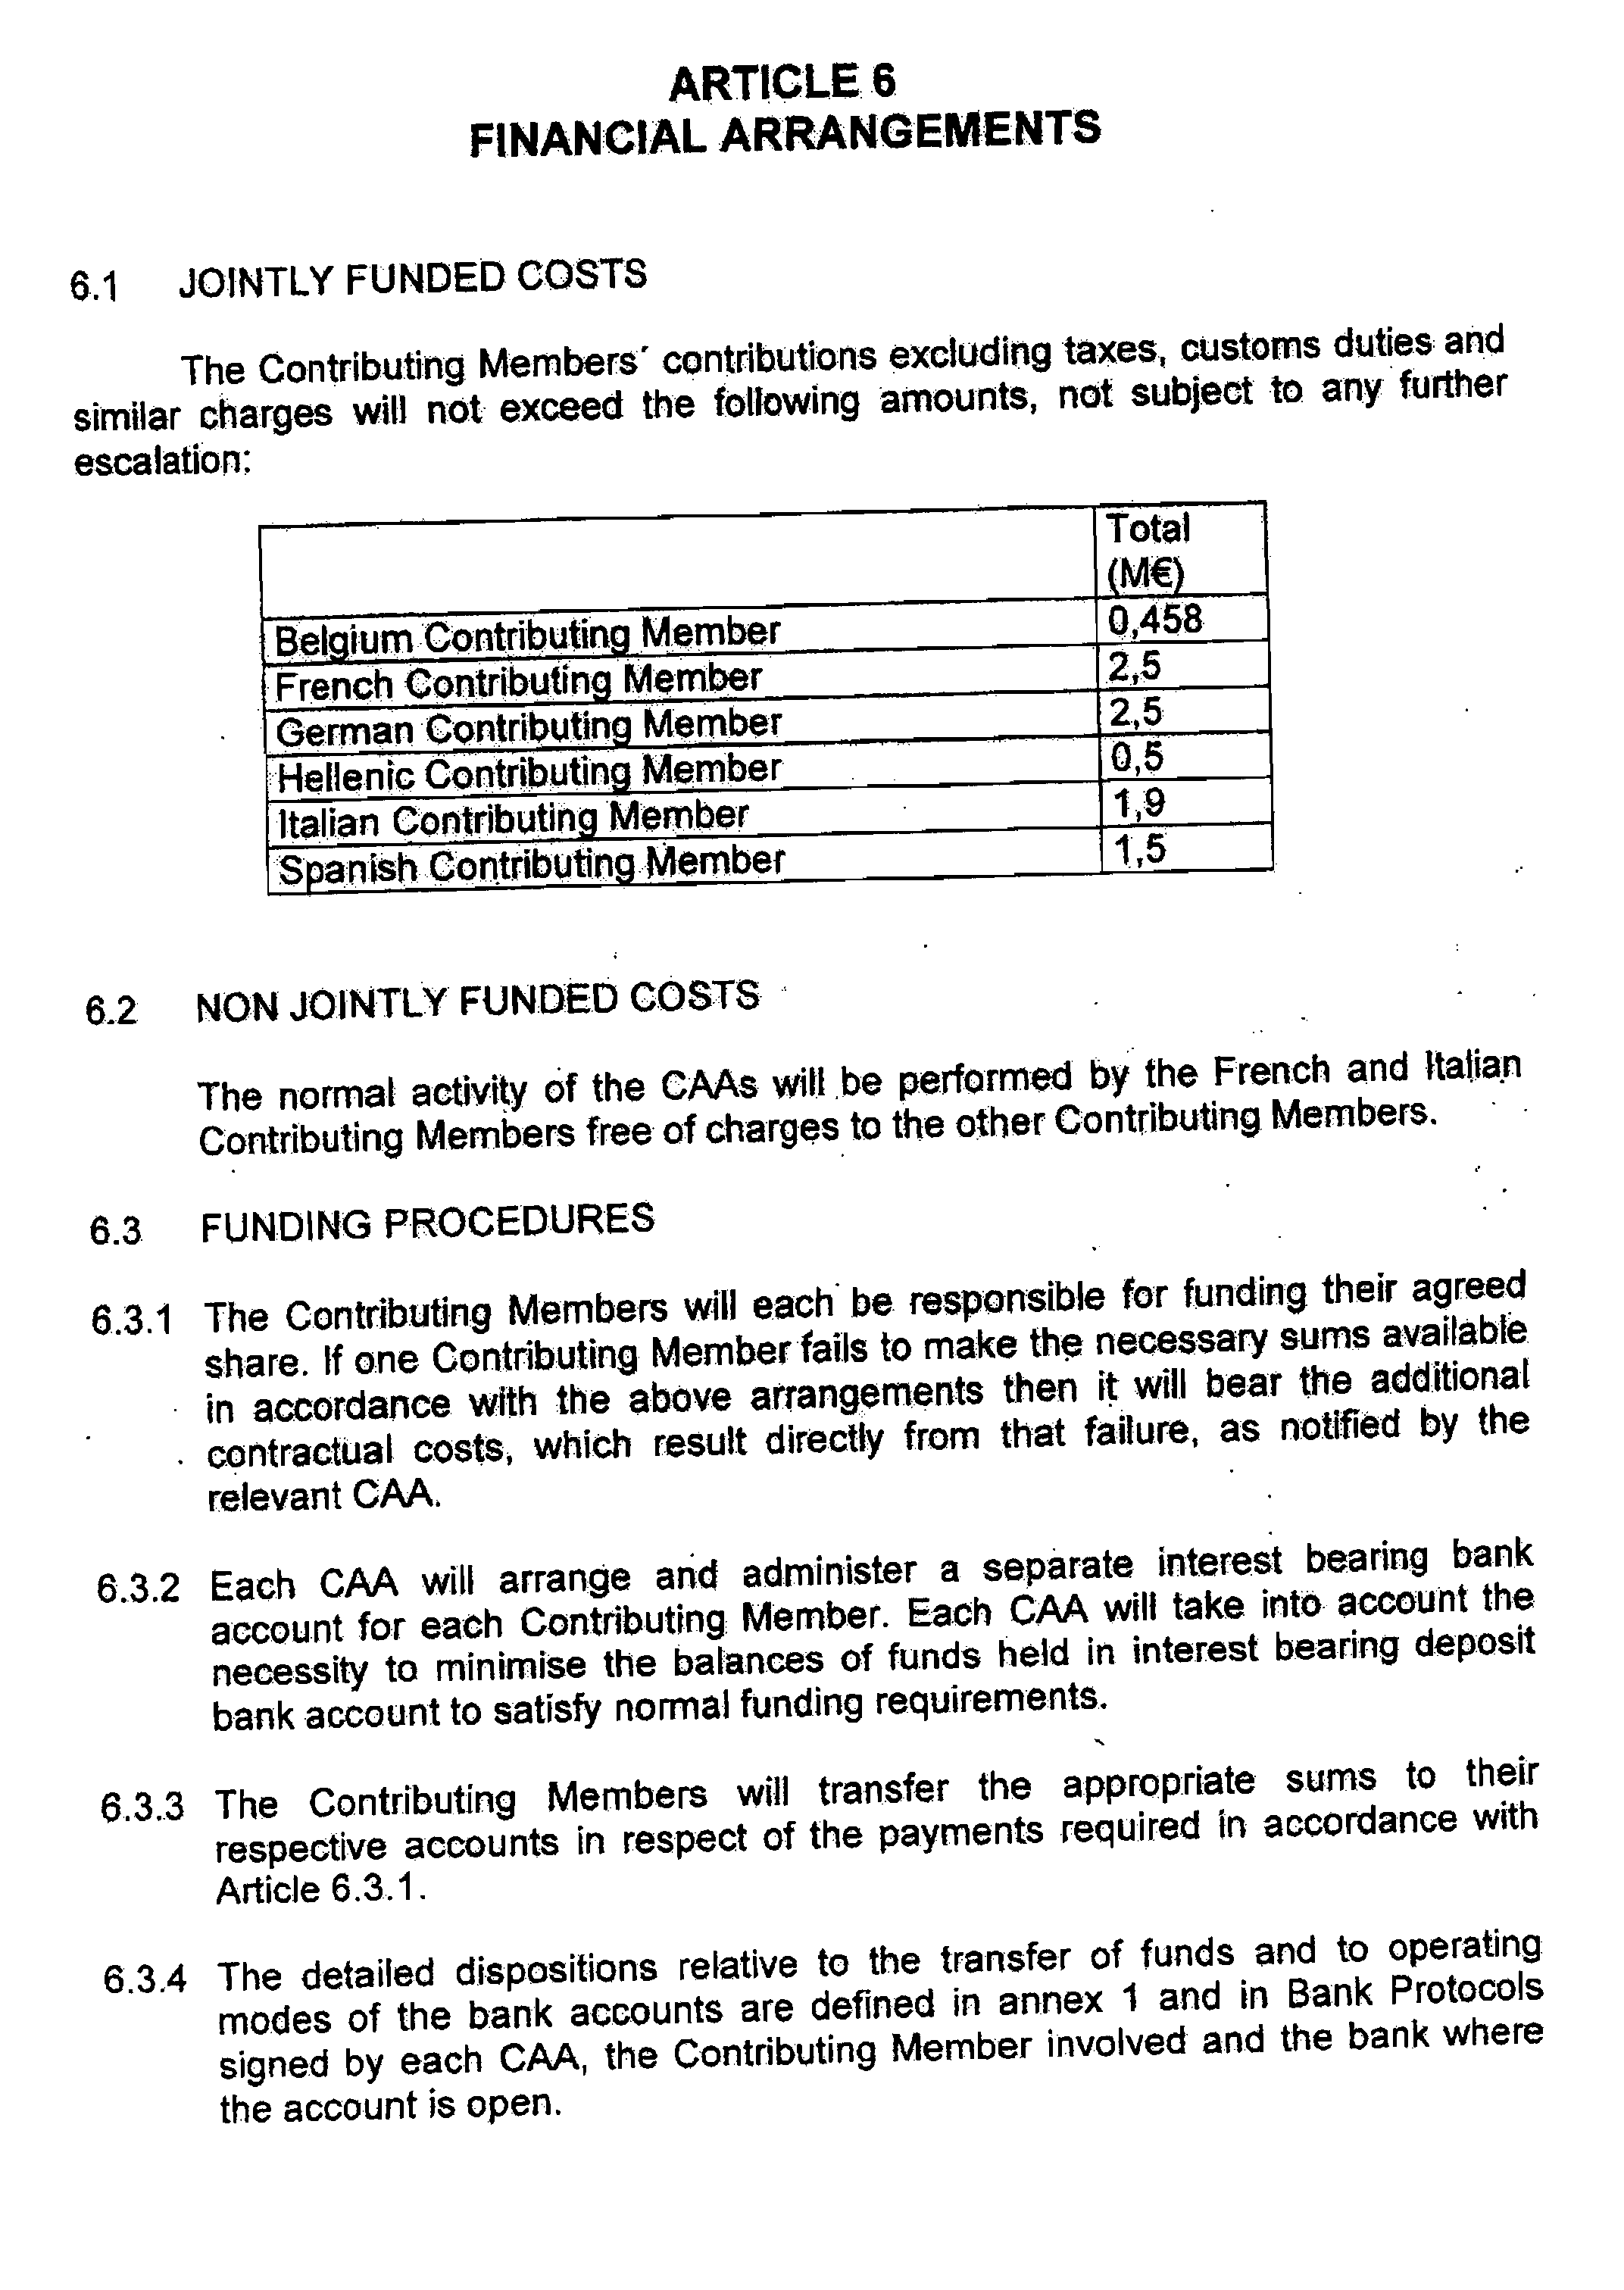 ARTICLE 6
FINANCIAL ARRANGEMENTS
6.1 JOINTLY FUNDED COSTS
The Contributing Members´ contributions excluding taxes, customs duties and
similar charges will not exceed the following amounts, not subject to any further
escalation:
Total
(M€)
Belgium Contributing Member 0,458
French Contributing Member 2,5
German Contributing Member 2,5
Hellenic Contributing Member 0,5
Italian Contributing Member 1,9
Spanish Contributing Member 1,5
6.2 NON JOINTLY FUNDED COSTS
The normal activity of the CAAs will be performed by the French and Italian
Contributing Members free of charges to the other Contributing Members.
6.3 FUNDING PROCEDURES
6.3.1 The Contributing Members will each be responsible for funding their agreed
share. If one Contributing Member fails to make the necessary sums available
in accordance with the above arrangements then it will bear the additional
contractual costs, which result directly from that failure, as notified by the
relevant CAA.
6.3.2 Each CAA will arrange and administer a separate interest bearing bank
account for each Contributing Member. Each CAA will take into account the
necessity to minimise the balances of funds held in interest bearing deposit
bank account to satisfy normal funding requirements.
6.3.3 The Contributing Members will transfer the appropriate sums to their
respective accounts in respect of the payments required in accordance with
Article 6.3.1.
6.3.4 The detailed dispositions relative to the transfer of funds and to operating
modes of the bank accounts are defined in annex 1 and in Bank Protocols
signed by each CAA, the Contributing Member involved and the bank where
the account is open.